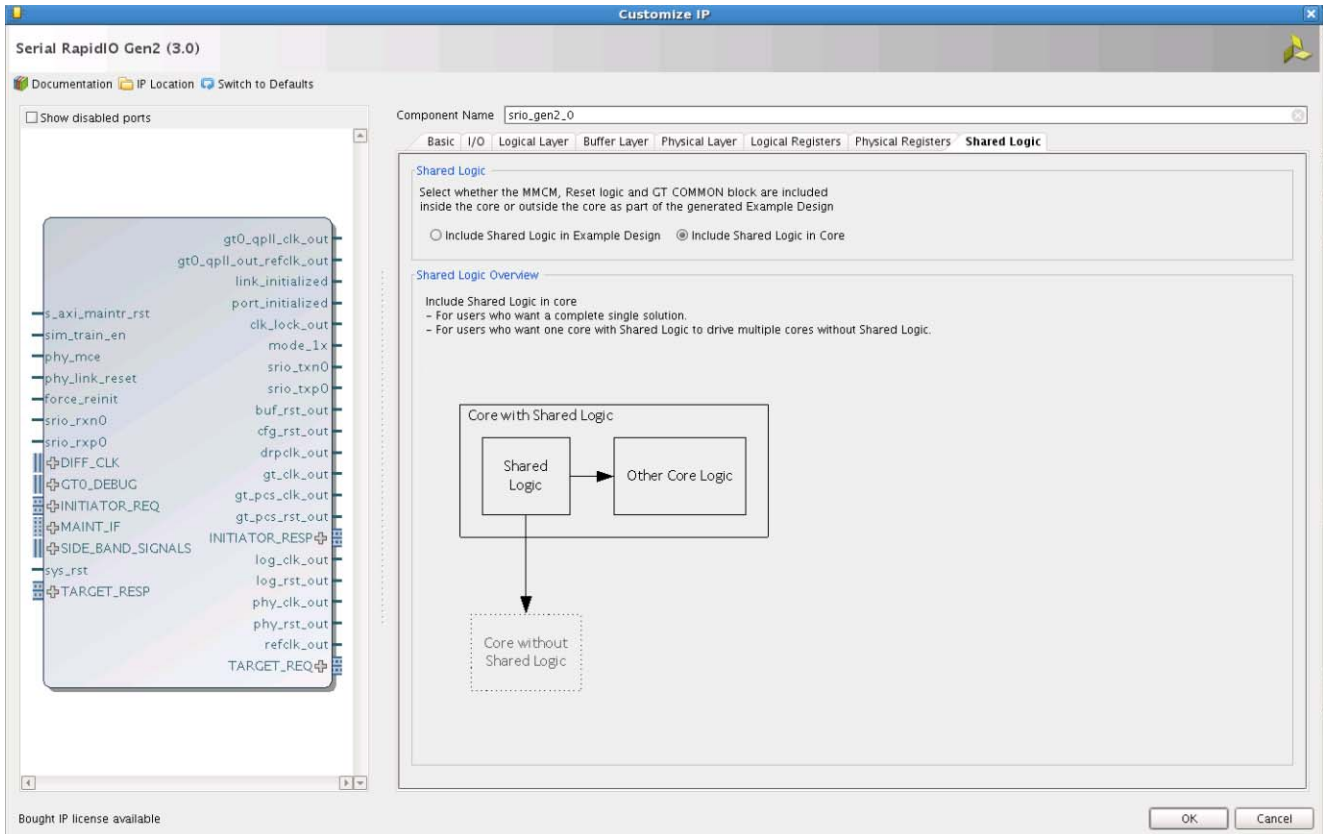 Customize IP
Serial RapidIO Gen2 (3.0)
Documentation IP Location Switch to Defaults
Show disabled ports
gt0_qpll_clk_out
gt0_qpll_out_refclk_out
link_initialized
port_initialized
clk_lock_out
mode_1x
srio_txn0
srio_txp0
buf_rst_out
cfg_rst_out
drpclk_out
gt_clk_out
gt_pcs_clk_out
gt_pcs_rst_out
INITIATOR_RESP
log_clk_out
log_rst_out
phy_clk_out
phy_rst_out
refclk_out
TARGET_REQ
s_axi_maintr_rst
sim_train_en
phy_mce
phy_link_reset
force_reinit
srio_rxn0
srio_rxp0
DIFF_CLK
GT0_DEBUG
INITIATOR_REQ
MAINT_IF
SIDE_BAND_SIGNALS
sys_rst
TARGET_RESP
Component Name srio_gen2_0
Basic I/O Logical Layer Buffer Layer Physical Layer Logical Registers Physical Registers Shared Logic
Shared Logic
Select whether the MMCM, Reset logic and GT COMMON block are included
inside the core or outside the core as part of the generated Example Design
Include Shared Logic in Example Design Include Shared Logic in Core
Shared Logic Overview
Include Shared Logic in core
- For users who want a complete single solution.
- For users who want one core with Shared Logic to drive multiple cores without Shared Logic.
Core with Shared Logic
Shared
Logic
Other Core Logic
Core without
Shared Logic
Bought IP license available
OK Cancel